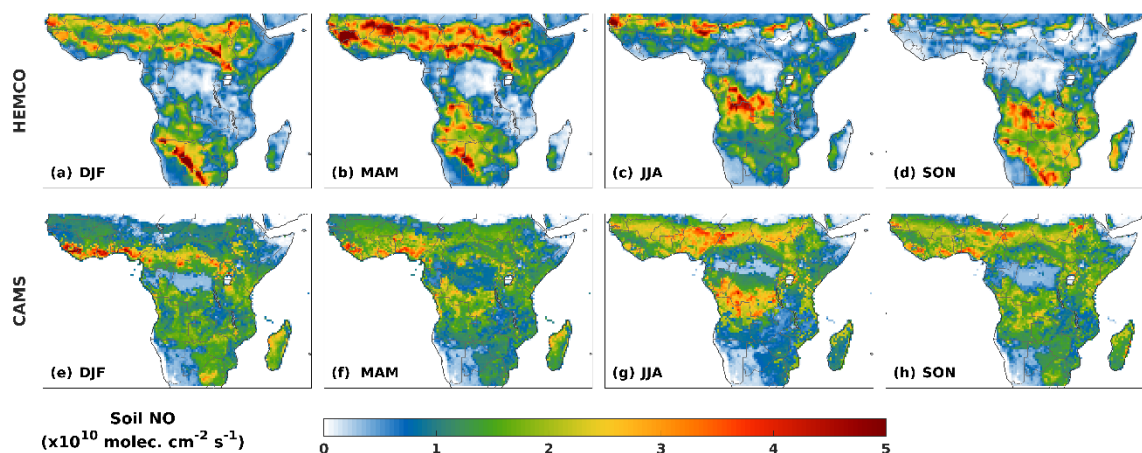 HEMCO
(a) DJF
(b) MAM
(c) JJA
(d) SON
CAMS
(e) DJF
(f) MAM
(g) JJA
(h) SON
Soil NO
(x10¹⁰ molec. cm⁻² s⁻¹)
0 1 2 3 4 5